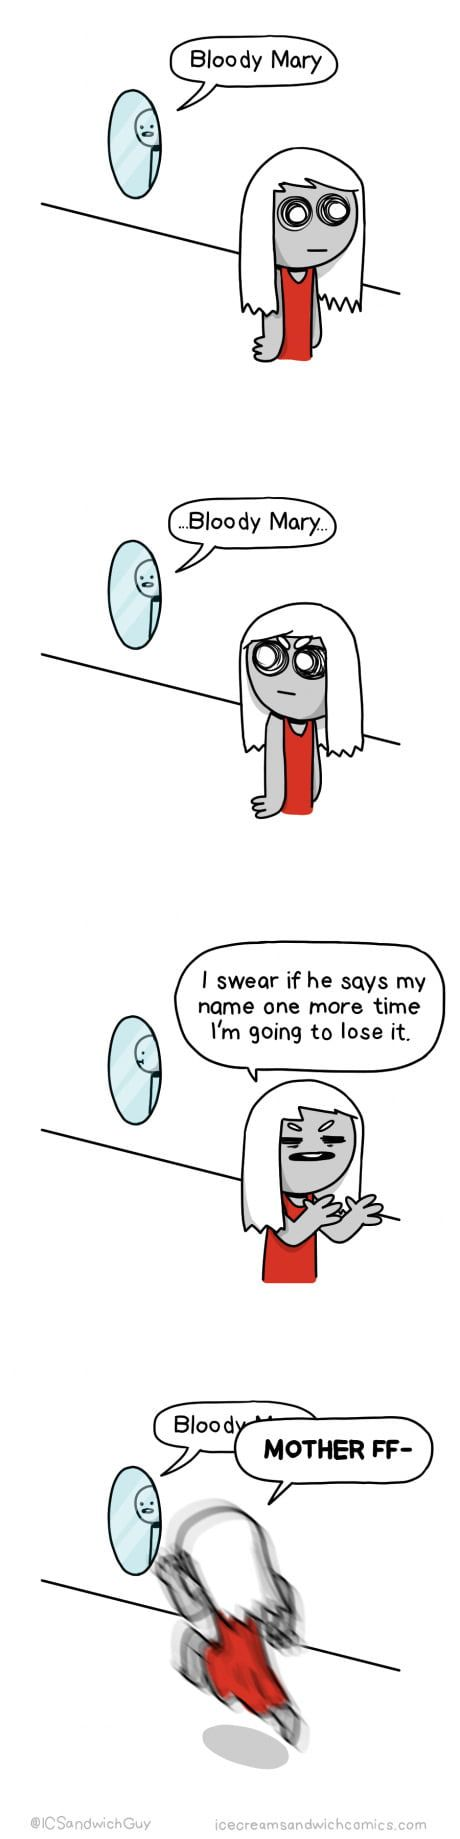 Bloody Mary
...Bloody Mary...
I swear if he says my
name one more time
I'm going to lose it.
Bloody
MOTHER FF-
@ICSandwichGuy
icecreamsandwichcomics.com